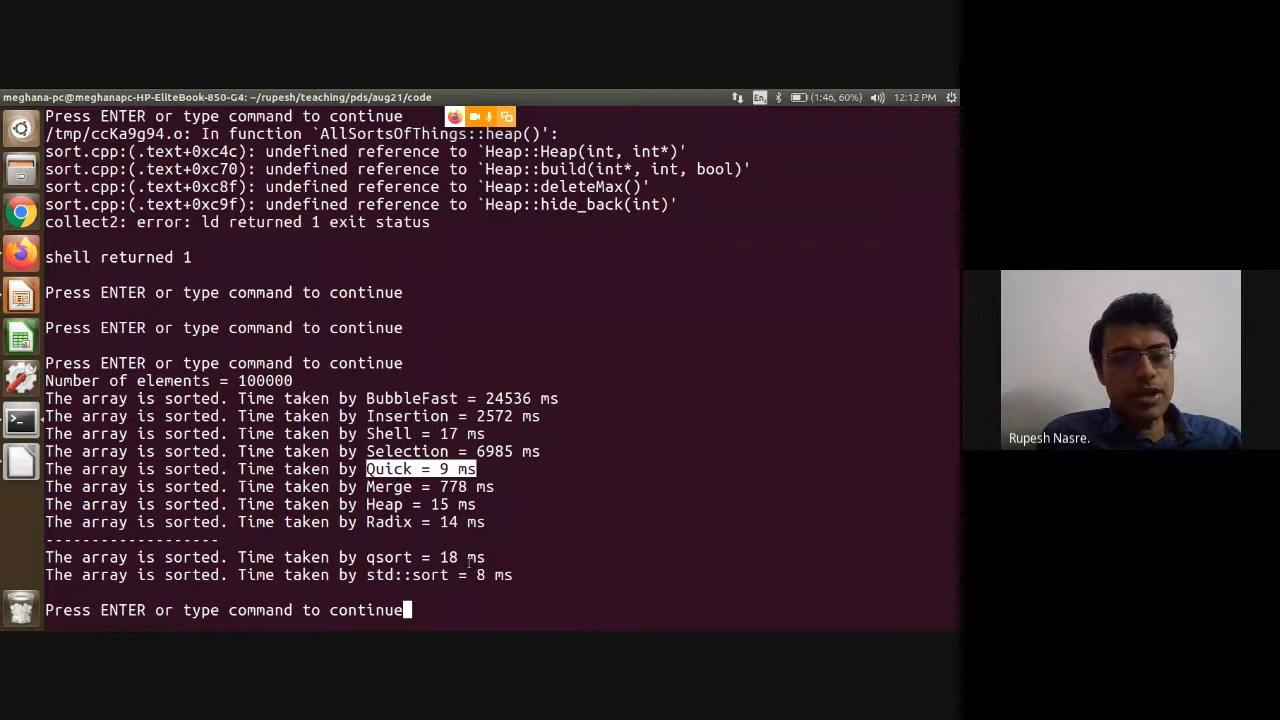 meghana-pc@meghanapc-HP-EliteBook-850-G4: ~/rupesh/teaching/pds/aug21/code
En
(1:46, 60%)
12:12 PM
Press ENTER or type command to continue
/tmp/ccKa9g94.o: In function `AllSortsOfThings::heap()':
sort.cpp:(.text+0xc4c): undefined reference to `Heap::Heap(int, int*)'
sort.cpp:(.text+0xc70): undefined reference to `Heap::build(int*, int, bool)'
sort.cpp:(.text+0xc8f): undefined reference to `Heap::deleteMax()'
sort.cpp:(.text+0xc9f): undefined reference to `Heap::hide_back(int)'
collect2: error: ld returned 1 exit status
shell returned 1
Press ENTER or type command to continue
Press ENTER or type command to continue
Press ENTER or type command to continue
Number of elements = 100000
The array is sorted. Time taken by BubbleFast = 24536 ms
The array is sorted. Time taken by Insertion = 2572 ms
The array is sorted. Time taken by Shell = 17 ms
The array is sorted. Time taken by Selection = 6985 ms
The array is sorted. Time taken by Quick = 9 ms
The array is sorted. Time taken by Merge = 778 ms
The array is sorted. Time taken by Heap = 15 ms
The array is sorted. Time taken by Radix = 14 ms
-------------------
The array is sorted. Time taken by qsort = 18 ms
The array is sorted. Time taken by std::sort = 8 ms
Press ENTER or type command to continue
Rupesh Nasre.